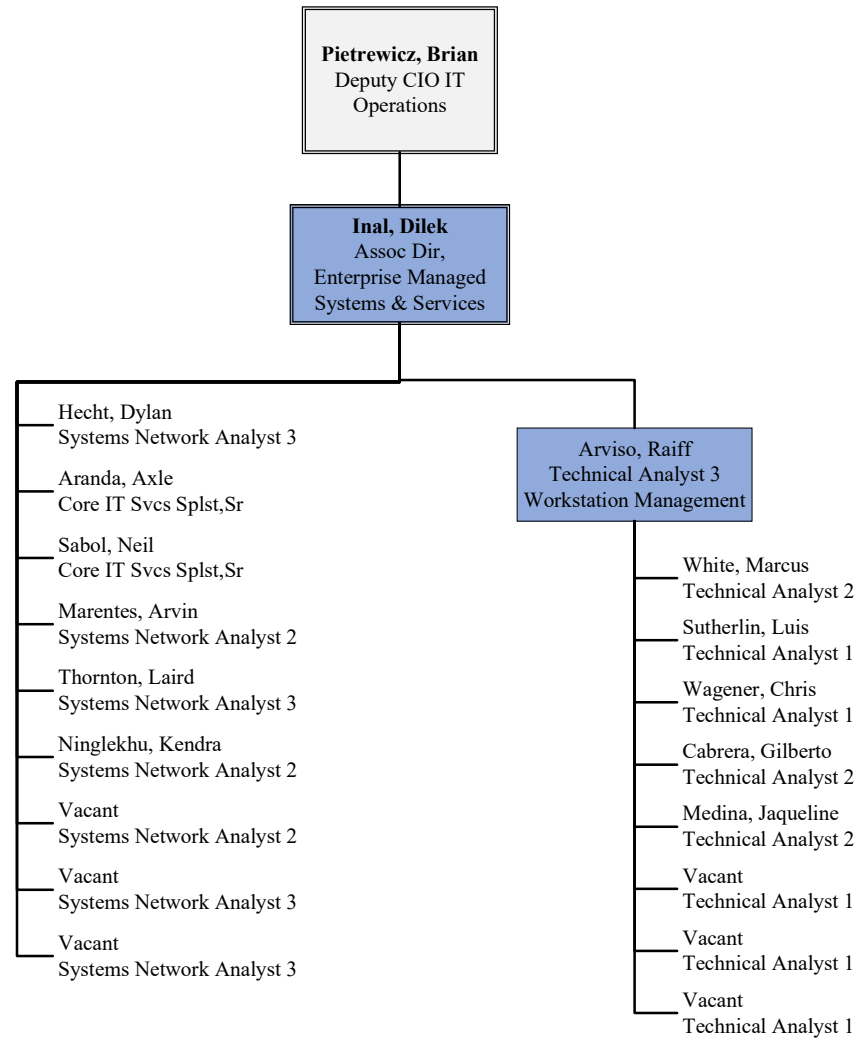 Pietrewicz, Brian
Deputy CIO IT
Operations
Inal, Dilek
Assoc Dir,
Enterprise Managed
Systems & Services
Hecht, Dylan
Systems Network Analyst 3
Aranda, Axle
Core IT Svcs Splst,Sr
Sabol, Neil
Core IT Svcs Splst,Sr
Marentes, Arvin
Systems Network Analyst 2
Thornton, Laird
Systems Network Analyst 3
Ninglekhu, Kendra
Systems Network Analyst 2
Vacant
Systems Network Analyst 2
Vacant
Systems Network Analyst 3
Vacant
Systems Network Analyst 3
Arviso, Raiff
Technical Analyst 3
Workstation Management
White, Marcus
Technical Analyst 2
Sutherlin, Luis
Technical Analyst 1
Wagener, Chris
Technical Analyst 1
Cabrera, Gilberto
Technical Analyst 2
Medina, Jaqueline
Technical Analyst 2
Vacant
Technical Analyst 1
Vacant
Technical Analyst 1
Vacant
Technical Analyst 1